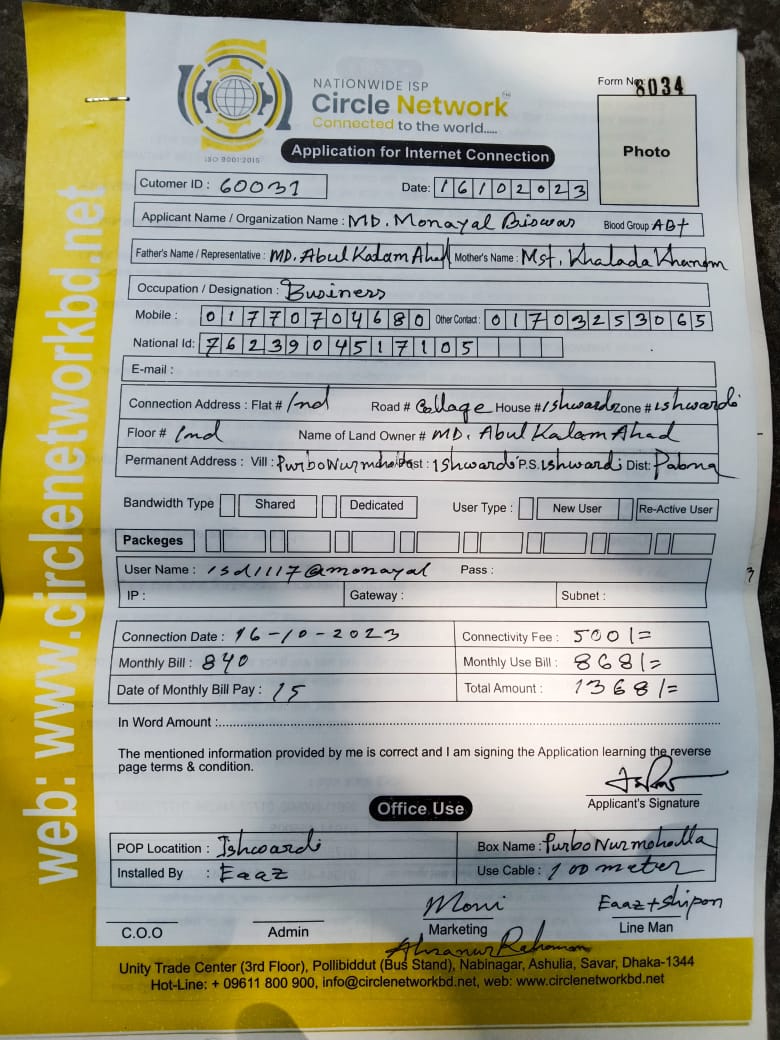 NATIONWIDE ISP
Circle Network
Connected to the world.....
ISO 9001:2015
Form No: 8034
Photo
Application for Internet Connection
Cutomer ID : 60031 Date: 16102023
Applicant Name / Organization Name : MD. Monayal Biswas Blood Group AB+
Father's Name / Representative : MD. Abul Kalam Ahad Mother's Name : Mst. Khalada Khanom
Occupation / Designation : Business
Mobile : 01770704680 Other Contact : 01703253065
National Id: 7623904517105
E-mail :
Connection Address : Flat # 1nd Road # Collage House # Ishwardi Zone # ishwardi
Floor # 1nd Name of Land Owner # MD. Abul Kalam Ahad
Permanent Address : Vill : Purbo Nurmohalla Post : Ishwardi P.S. Ishwardi Dist: Pabna
Bandwidth Type Shared Dedicated User Type : New User Re-Active User
Packeges
User Name : isd1117@monayal Pass :
IP : Gateway : Subnet :
Connection Date : 16-10-2023 Connectivity Fee : 500/=
Monthly Bill : 840 Monthly Use Bill : 868/=
Date of Monthly Bill Pay : 15 Total Amount : 1368/=
In Word Amount :
The mentioned information provided by me is correct and I am signing the Application learning the reverse
page terms & condition.
Applicant's Signature
Office Use
POP Locatition : Ishwardi Box Name : Purbo Nurmohalla
Installed By : Eaaz Use Cable : 100 meter
Moni Eaaz + Shipon
C.O.O Admin Marketing Line Man
Ahsanur Rahaman
Unity Trade Center (3rd Floor), Pollibiddut (Bus Stand), Nabinagar, Ashulia, Savar, Dhaka-1344
Hot-Line: + 09611 800 900, info@circlenetworkbd.net, web: www.circlenetworkbd.net
web: www.circlenetworkbd.net